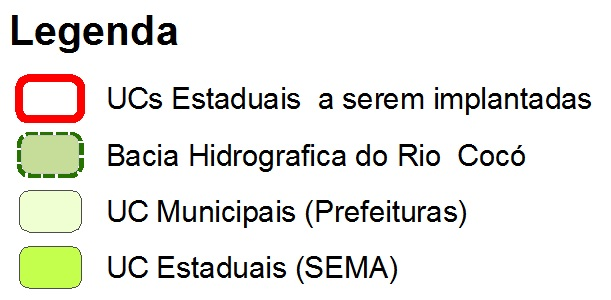 Legenda
UCs Estaduais a serem implantadas
Bacia Hidrografica do Rio Cocó
UC Municipais (Prefeituras)
UC Estaduais (SEMA)